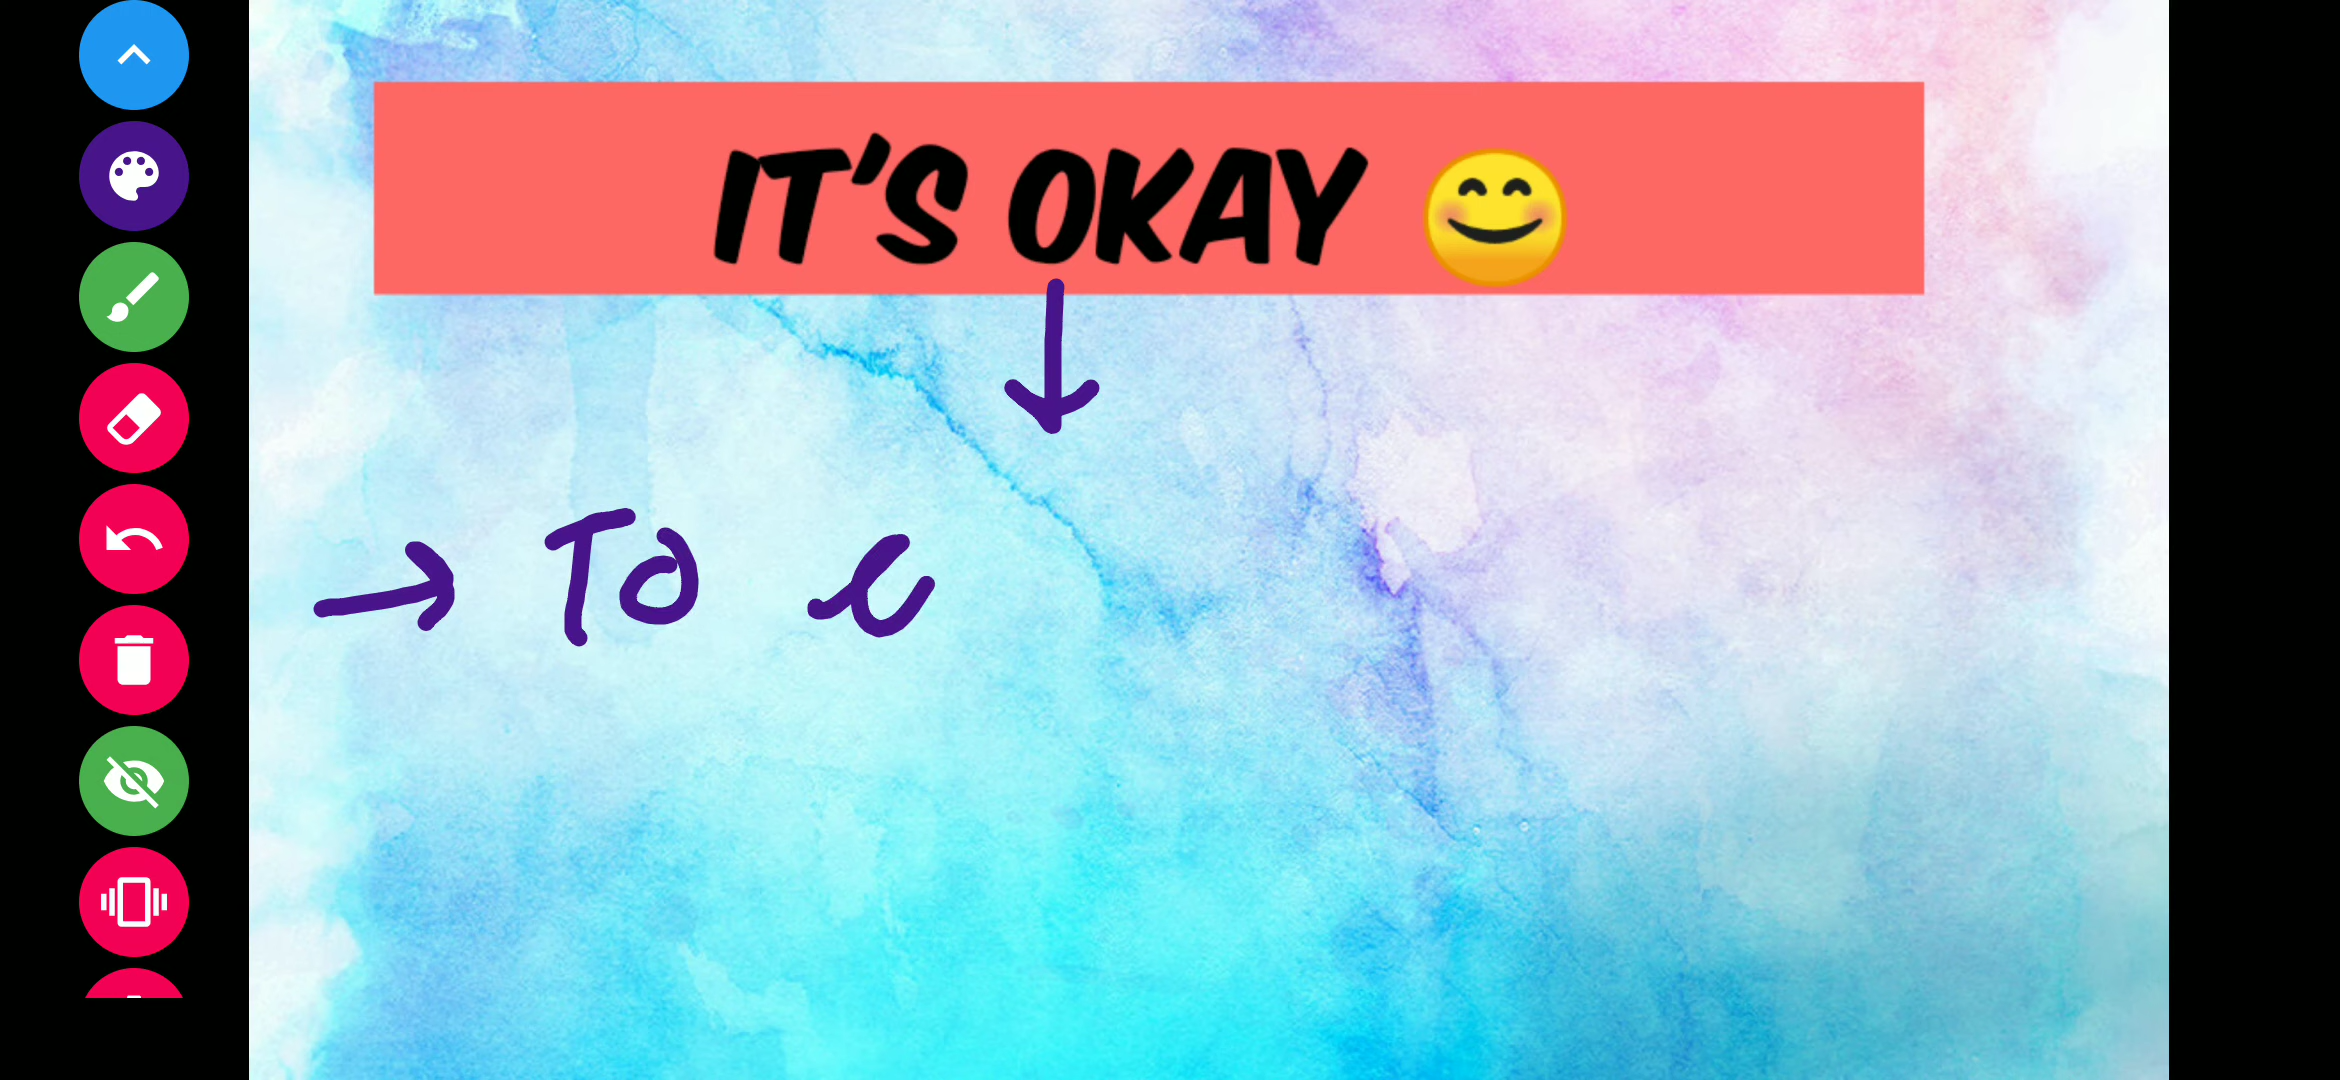 IT'S OKAY 😊
↓
→ To c